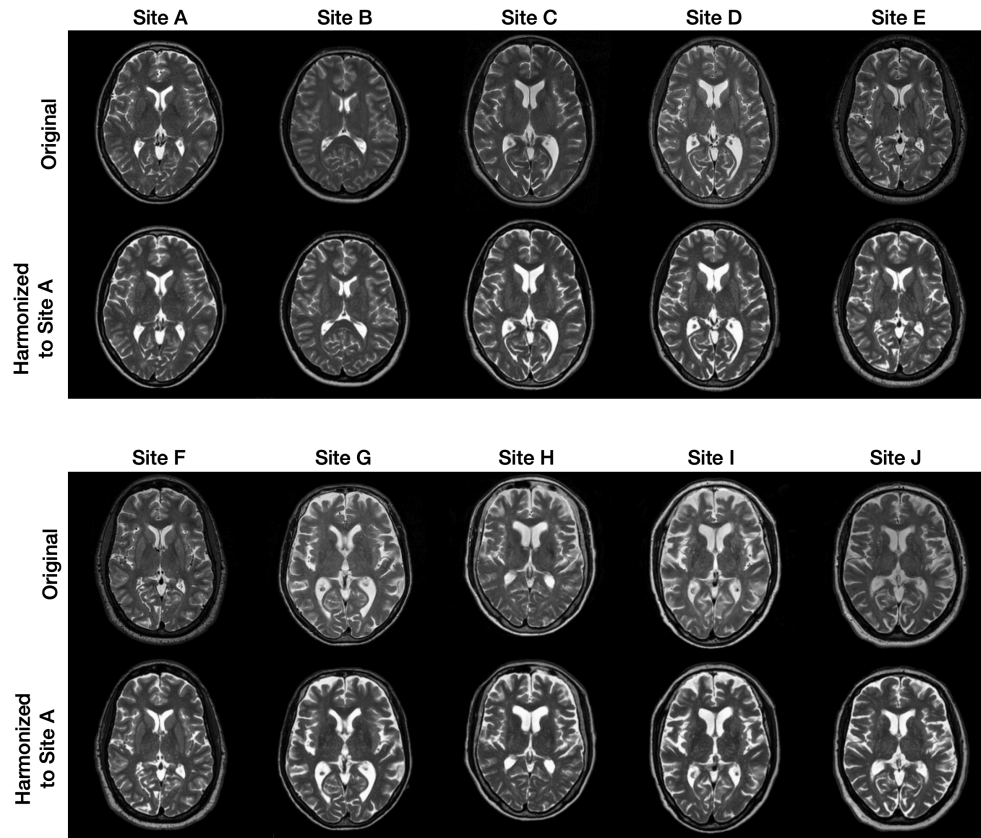 Site A
Site B
Site C
Site D
Site E
Original
Harmonized
to Site A
Site F
Site G
Site H
Site I
Site J
Original
Harmonized
to Site A